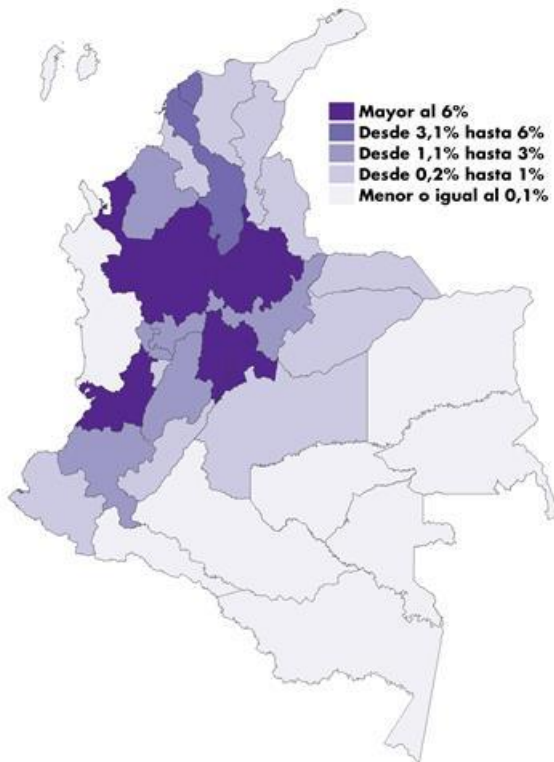 Mayor al 6%
Desde 3,1% hasta 6%
Desde 1,1% hasta 3%
Desde 0,2% hasta 1%
Menor o igual al 0,1%